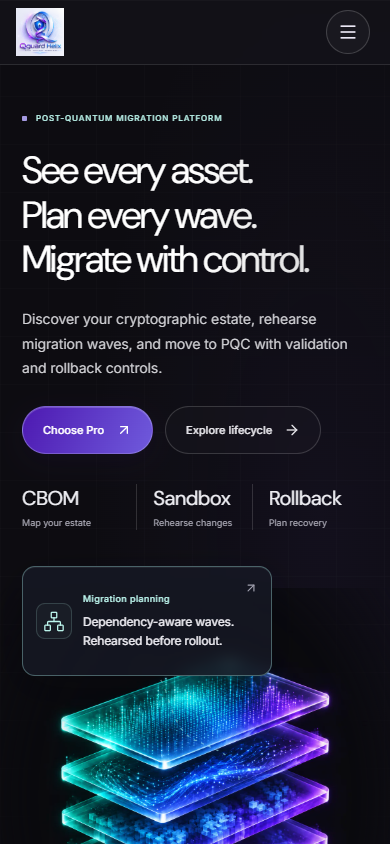 Qguard Helix
POST-QUANTUM MIGRATION PLATFORM
See every asset.
Plan every wave.
Migrate with control.
Discover your cryptographic estate, rehearse
migration waves, and move to PQC with validation
and rollback controls.
Choose Pro
Explore lifecycle
CBOM
Map your estate
Sandbox
Rehearse changes
Rollback
Plan recovery
Migration planning
Dependency-aware waves.
Rehearsed before rollout.